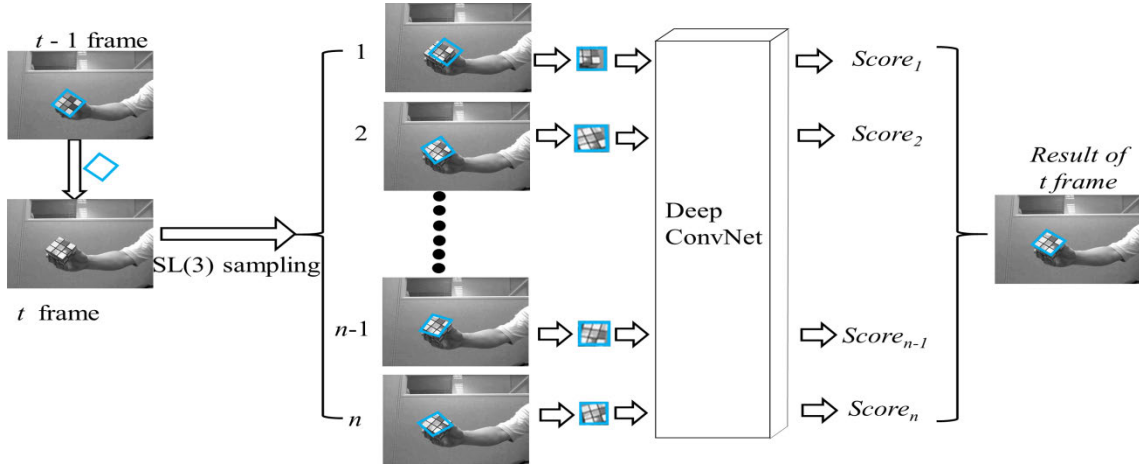 t - 1 frame
t frame
SL(3) sampling
1
2
n-1
n
Deep
ConvNet
Score1
Score2
Scoren-1
Scoren
Result of
t frame